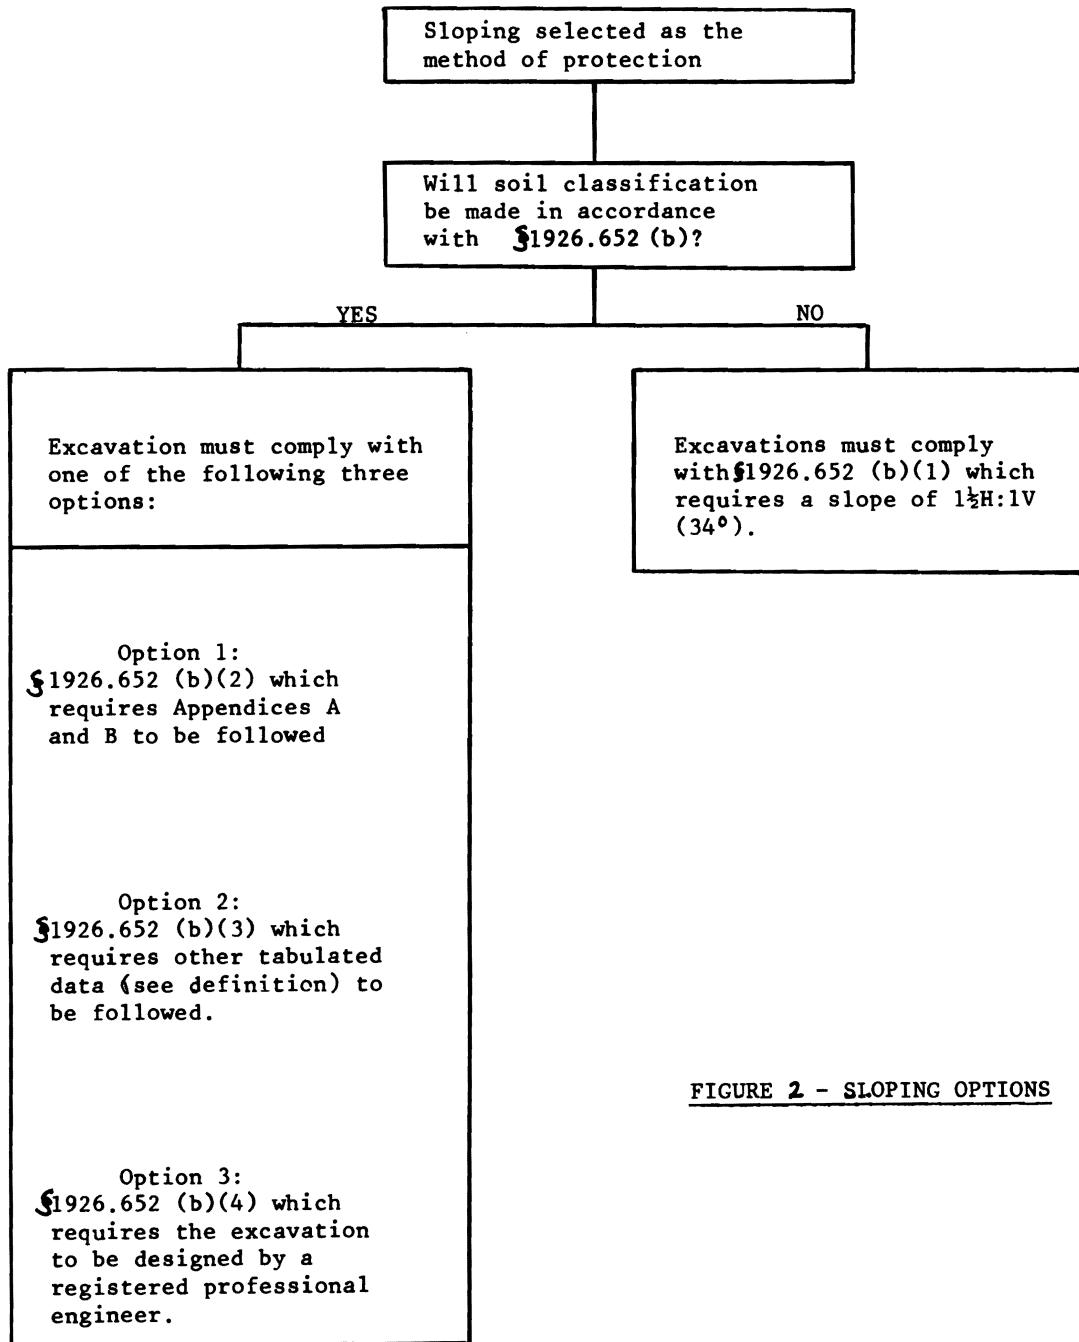 Sloping selected as the
method of protection
Will soil classification
be made in accordance
with §1926.652 (b)?
YES
NO
Excavation must comply with
one of the following three
options:
Excavations must comply
with §1926.652 (b)(1) which
requires a slope of 1½H:1V
(34°).
Option 1:
§1926.652 (b)(2) which
requires Appendices A
and B to be followed
Option 2:
§1926.652 (b)(3) which
requires other tabulated
data (see definition) to
be followed.
Option 3:
§1926.652 (b)(4) which
requires the excavation
to be designed by a
registered professional
engineer.
FIGURE 2 - SLOPING OPTIONS